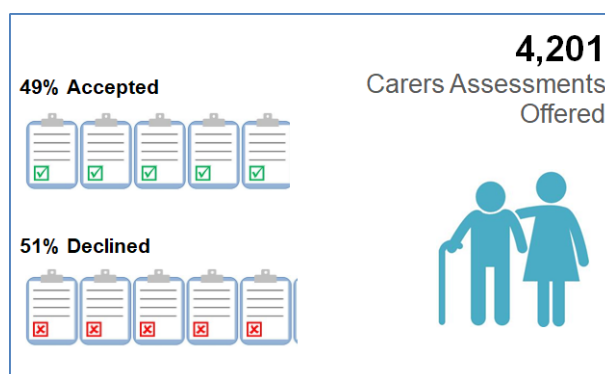 4,201
Carers Assessments
Offered
49% Accepted
51% Declined